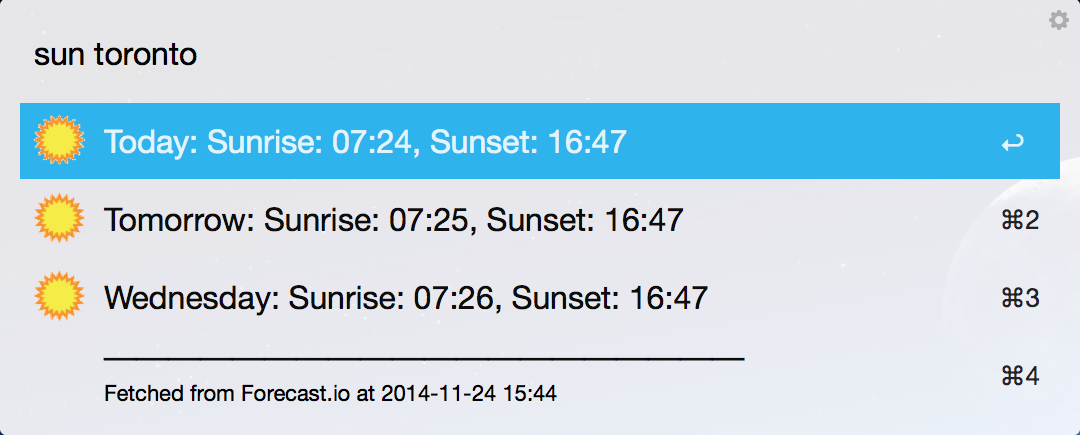 sun toronto
Today: Sunrise: 07:24, Sunset: 16:47 ↩
Tomorrow: Sunrise: 07:25, Sunset: 16:47 ⌘2
Wednesday: Sunrise: 07:26, Sunset: 16:47 ⌘3
Fetched from Forecast.io at 2014-11-24 15:44 ⌘4